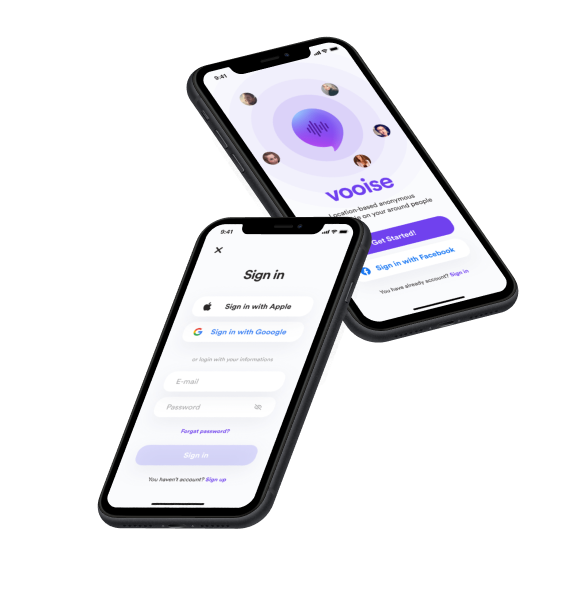 9:41
vooise
Location-based anonymous
on your around people
Get Started!
Sign in with Facebook
You have already account? Sign in
9:41
Sign in
Sign in with Apple
Sign in with Gooogle
or login with your informations
E-mail
Password
Forgat password?
Sign in
You haven't account? Sign up